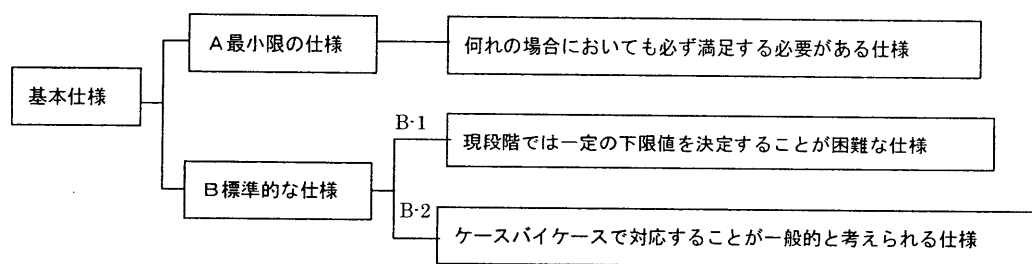 A最小限の仕様
何れの場合においても必ず満足する必要がある仕様
基本仕様
B-1
現段階では一定の下限値を決定することが困難な仕様
B標準的な仕様
B-2
ケースバイケースで対応することが一般的と考えられる仕様